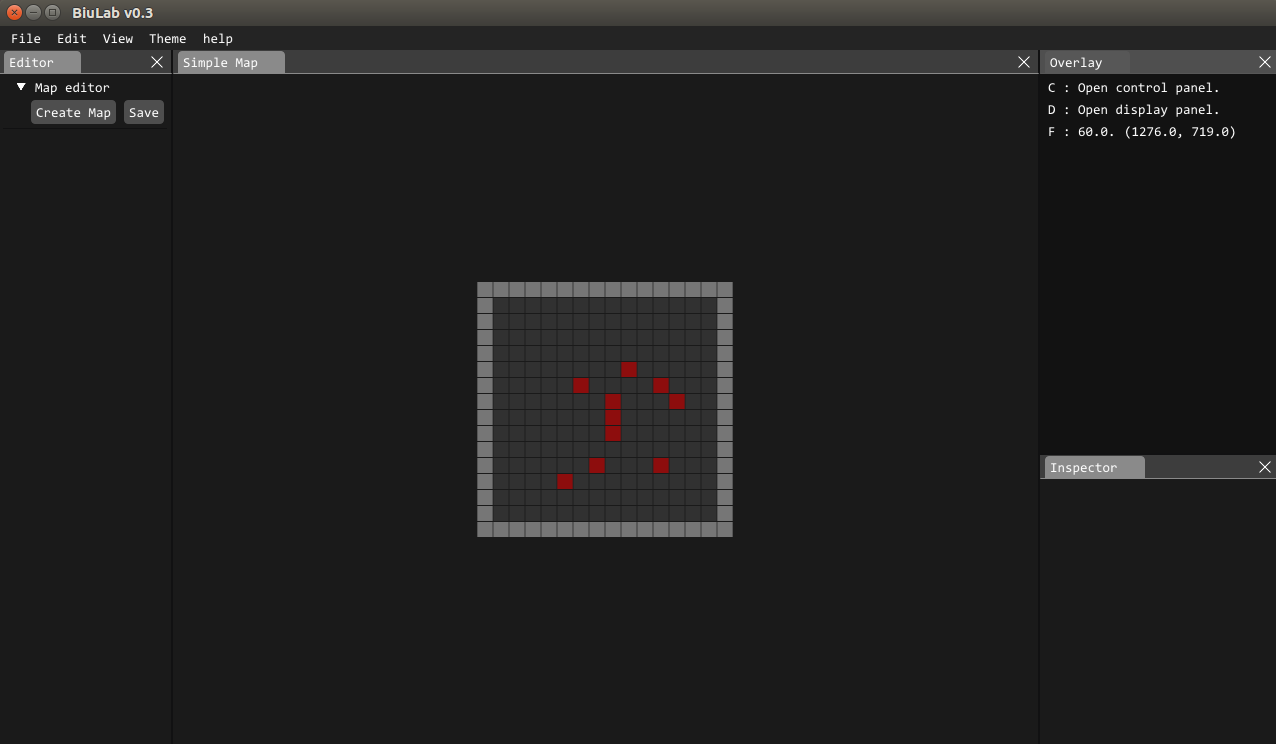 BiuLab v0.3
File Edit View Theme help
Editor
Map editor
Create Map Save
Simple Map
Overlay
C : Open control panel.
D : Open display panel.
F : 60.0. (1276.0, 719.0)
Inspector